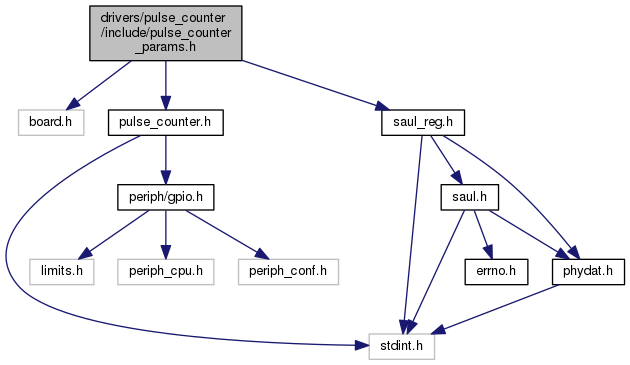 drivers/pulse_counter
/include/pulse_counter
_params.h
board.h
pulse_counter.h
saul_reg.h
periph/gpio.h
saul.h
limits.h
periph_cpu.h
periph_conf.h
errno.h
phydat.h
stdint.h